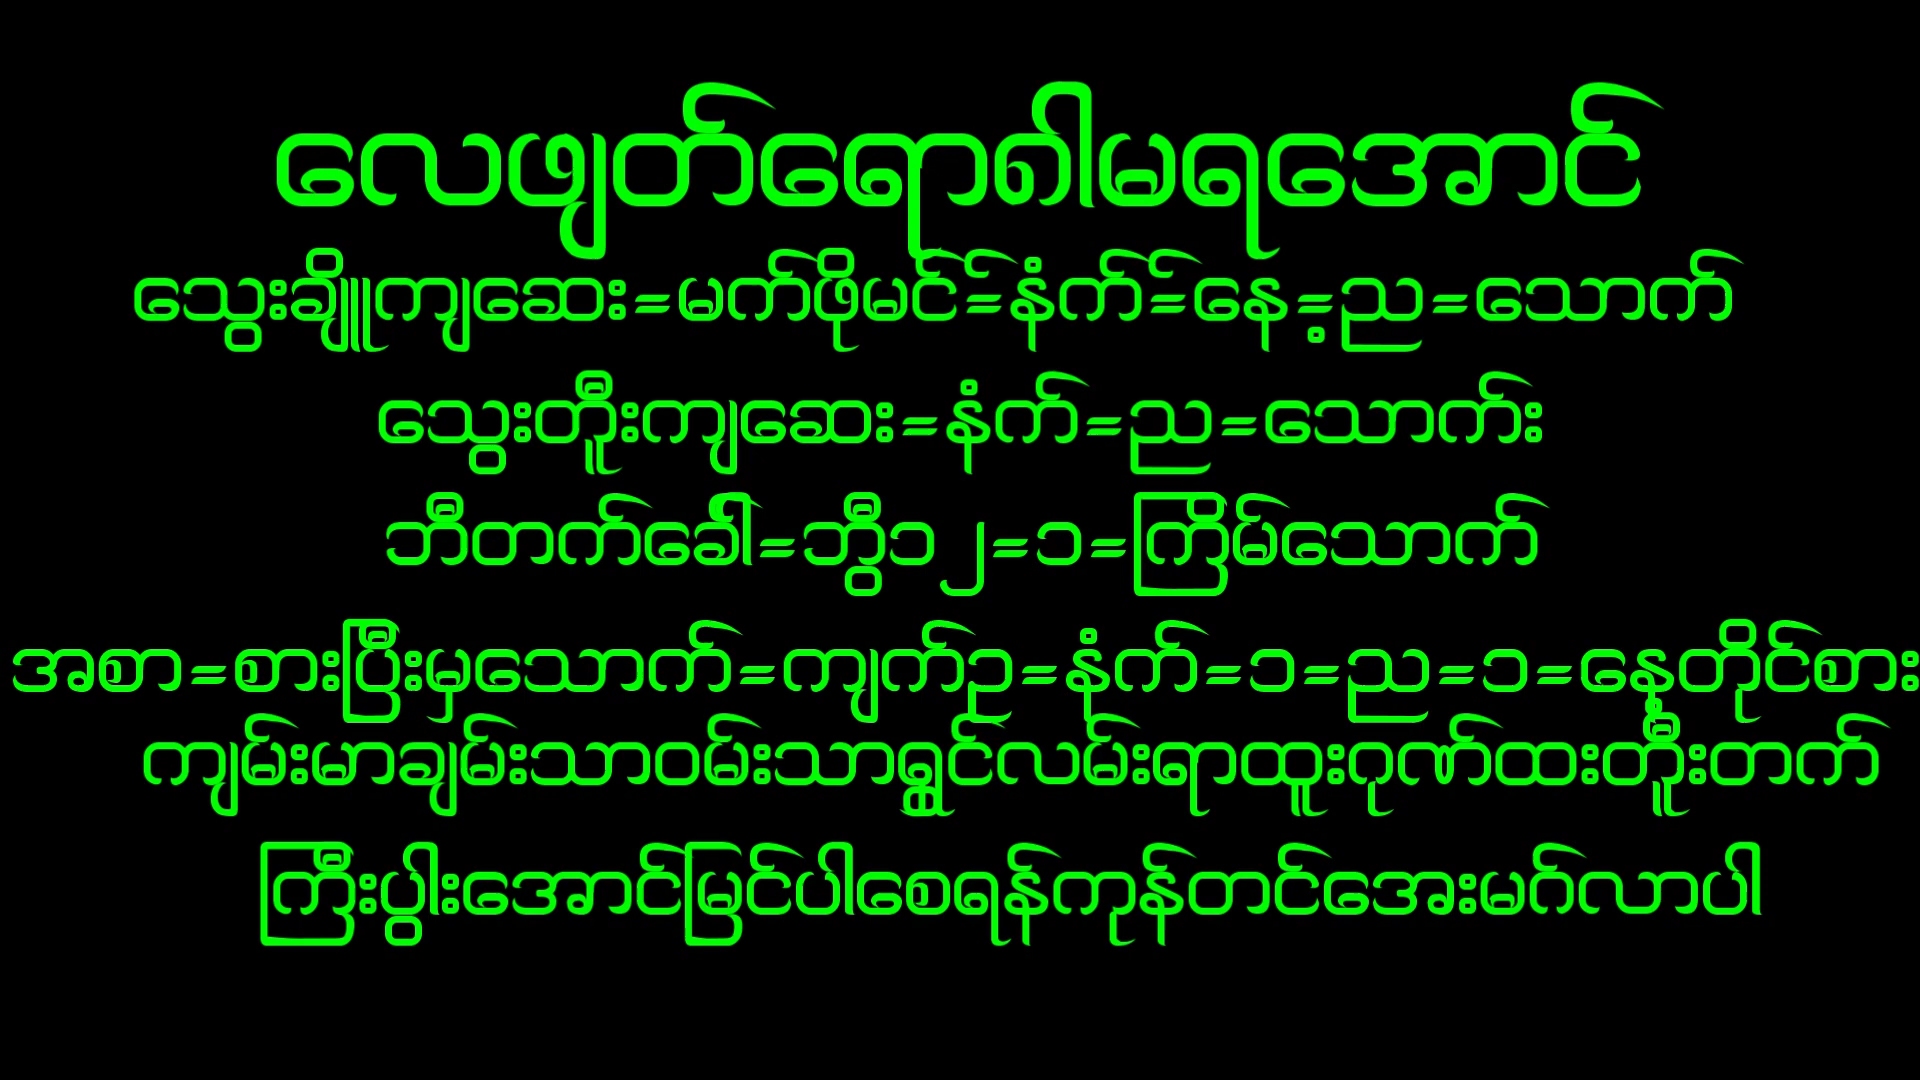 လေဖျတ်ရောဂါမရအောင်
သွေးချိူကျဆေး=မက်ဖိုမင်=်နံက်=်နေ=့ည=သောက်
သွေးတိူးကျဆေး=နံက်=ည=သောက်း
ဘီတက်ခေါ်=ဘွီ၁၂=၁=ကြိမ်သောက်
အစာ=စားပြီးမှသောက်=ကျက်ဥ=နံက်=၁=ည=၁=နေ့တိုင်စား
ကျမ်းမာချမ်းသာဝမ်းသာရွှင်လမ်းရာထူးဂုဏ်ထးတိူးတက်
ကြီးပွါးအောင်မြင်ပါစေရန်ကုန်တင်အေးမင်္ဂလာပါ